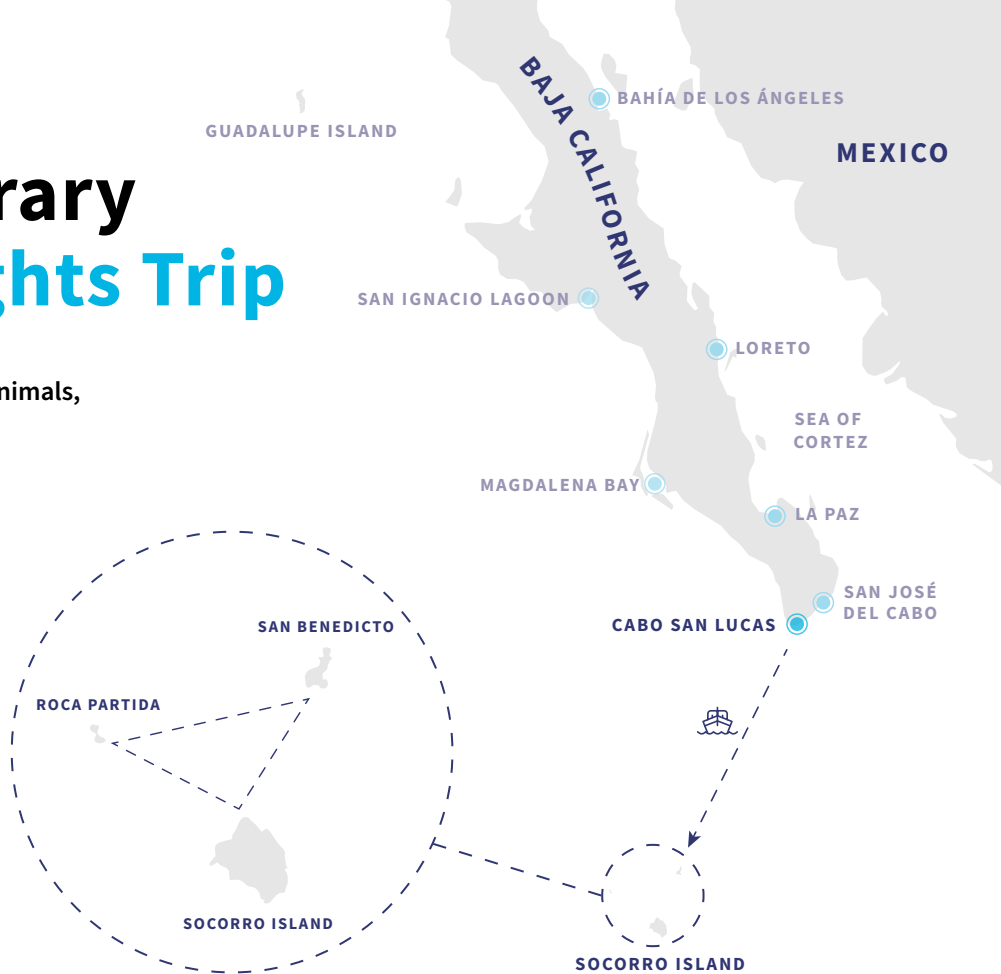 BAHÍA DE LOS ÁNGELES
GUADALUPE ISLAND
MEXICO
BAJA CALIFORNIA
rary
ghts Trip
SAN IGNACIO LAGOON
LORETO
nimals,
SEA OF
CORTEZ
MAGDALENA BAY
LA PAZ
SAN JOSÉ
DEL CABO
CABO SAN LUCAS
SAN BENEDICTO
ROCA PARTIDA
SOCORRO ISLAND
SOCORRO ISLAND